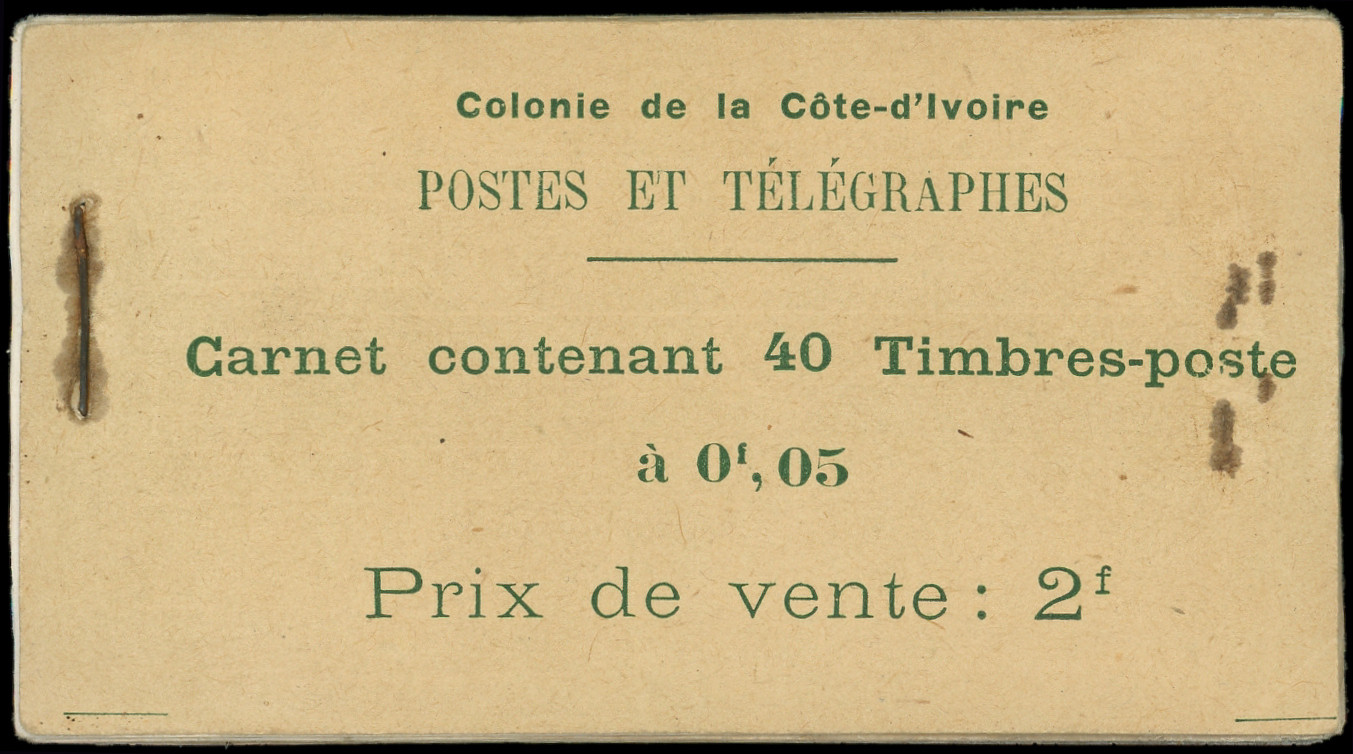 Colonie de la Côte-d'Ivoire
POSTES ET TÉLÉGRAPHES
Carnet contenant 40 Timbres-poste
à 0ᶠ, 05
Prix de vente : 2ᶠ